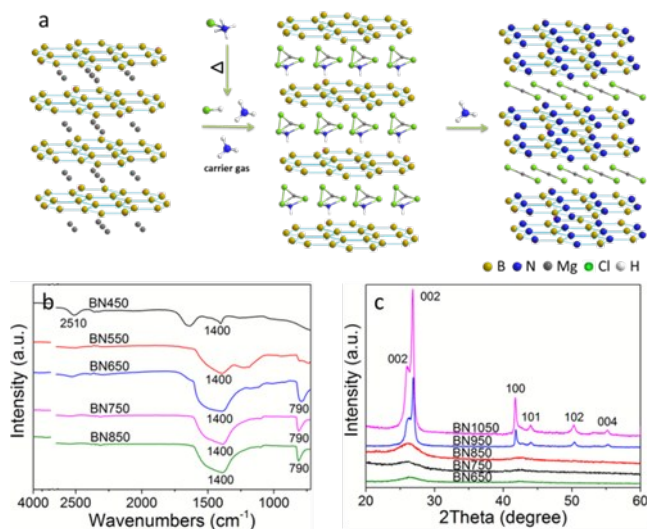 a
Δ
carrier gas
B N Mg Cl H
b
BN450
2510
1400
BN550
1400
BN650
1400
790
BN750
1400
790
BN850
1400
790
4000 2500 2000 1500 1000
Wavenumbers (cm⁻¹)
Intensity (a.u.)
c
002
002
100
101
102
004
BN1050
BN950
BN850
BN750
BN650
20 30 40 50 60
2Theta (degree)
Intensity (a.u.)